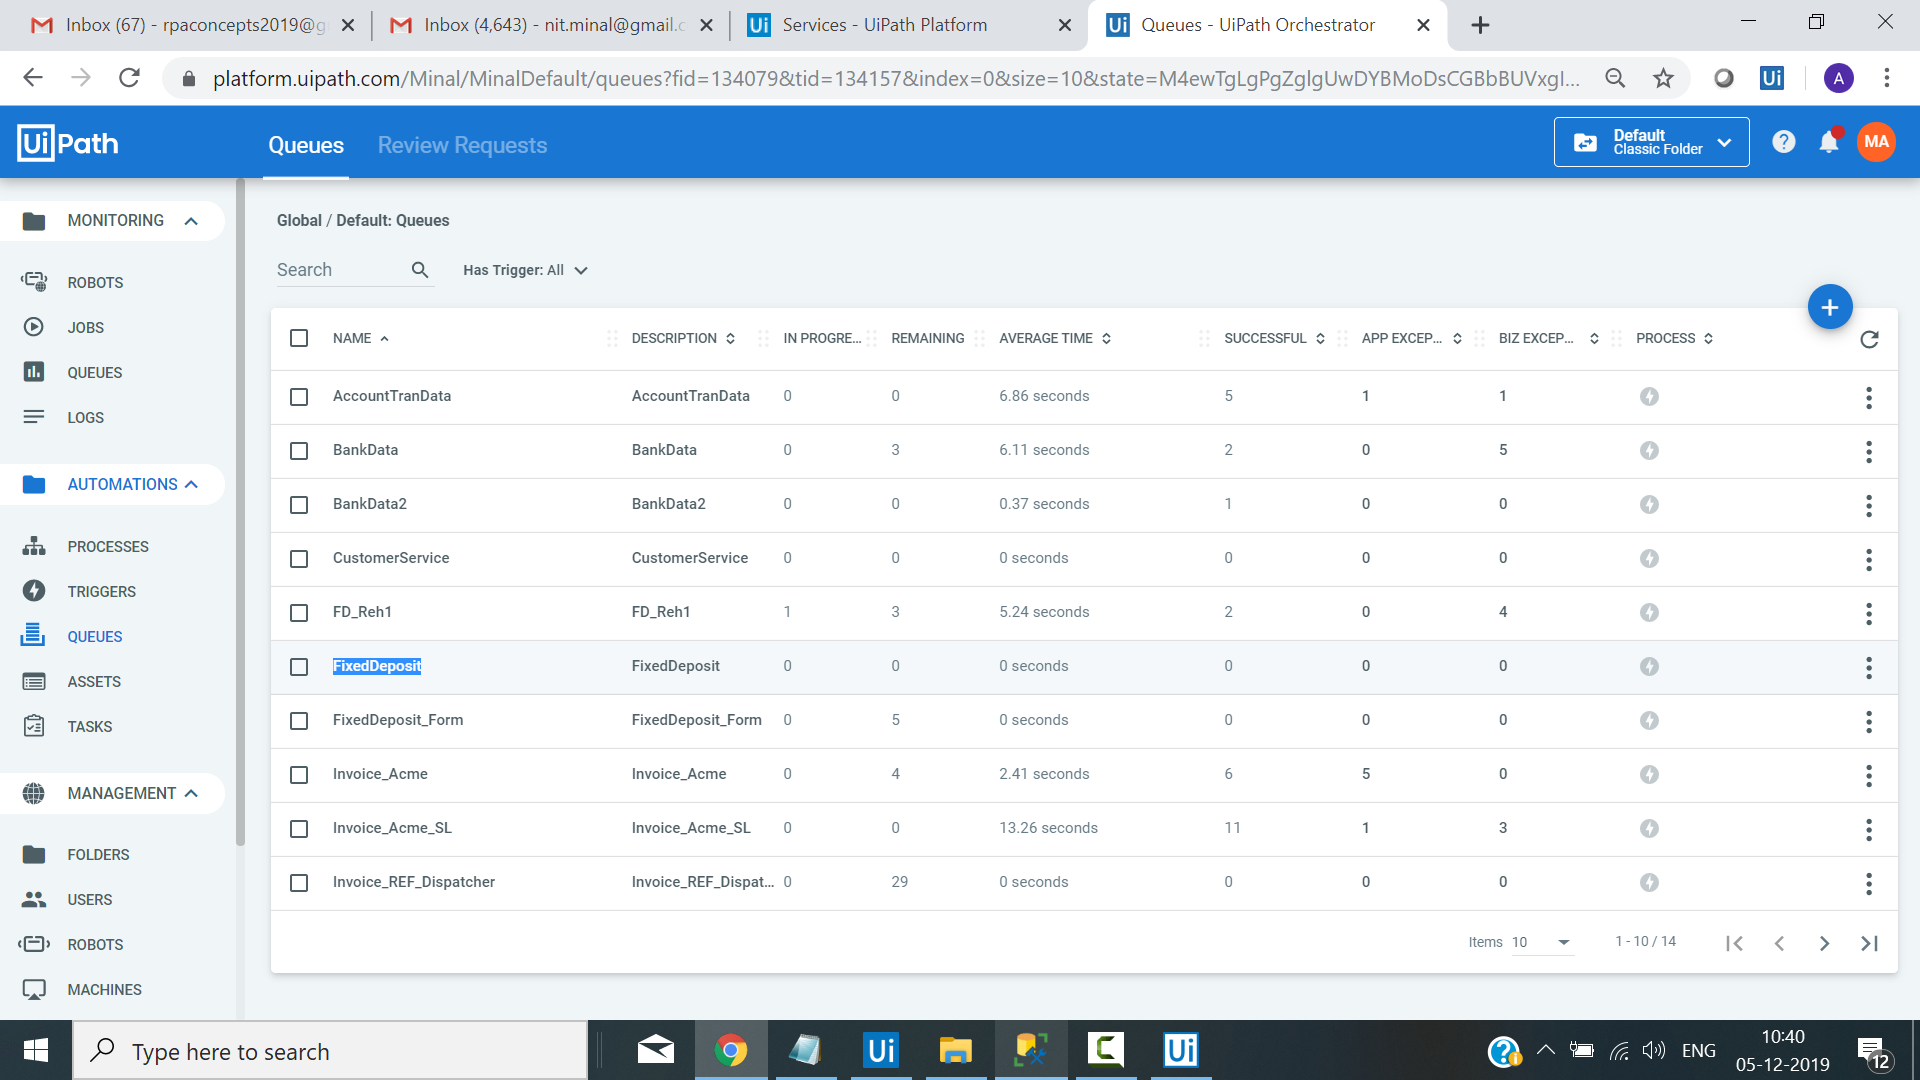 Inbox (67) - rpaconcepts2019@g
Inbox (4,643) - nit.minal@gmail.c
Ui Services - UiPath Platform
Ui Queues - UiPath Orchestrator
platform.uipath.com/Minal/MinalDefault/queues?fid=134079&tid=134157&index=0&size=10&state=M4ewTgLgPgZglgUwDYBMoDsCGBbBUVxgI...
Ui
A
UiPath
Queues Review Requests
Default
Classic Folder
?
MA
MONITORING
ROBOTS
JOBS
QUEUES
LOGS
AUTOMATIONS
PROCESSES
TRIGGERS
QUEUES
ASSETS
TASKS
MANAGEMENT
FOLDERS
USERS
ROBOTS
MACHINES
Global / Default: Queues
Search Has Trigger: All
+
NAME DESCRIPTION IN PROGRE... REMAINING AVERAGE TIME SUCCESSFUL APP EXCEP... BIZ EXCEP... PROCESS
AccountTranData AccountTranData 0 0 6.86 seconds 5 1 1
BankData BankData 0 3 6.11 seconds 2 0 5
BankData2 BankData2 0 0 0.37 seconds 1 0 0
CustomerService CustomerService 0 0 0 seconds 0 0 0
FD_Reh1 FD_Reh1 1 3 5.24 seconds 2 0 4
FixedDeposit FixedDeposit 0 0 0 seconds 0 0 0
FixedDeposit_Form FixedDeposit_Form 0 5 0 seconds 0 0 0
Invoice_Acme Invoice_Acme 0 4 2.41 seconds 6 5 0
Invoice_Acme_SL Invoice_Acme_SL 0 0 13.26 seconds 11 1 3
Invoice_REF_Dispatcher Invoice_REF_Dispat... 0 29 0 seconds 0 0 0
Items 10 1 - 10 / 14
Type here to search
Ui
C
Ui
?
ENG
10:40
05-12-2019
12